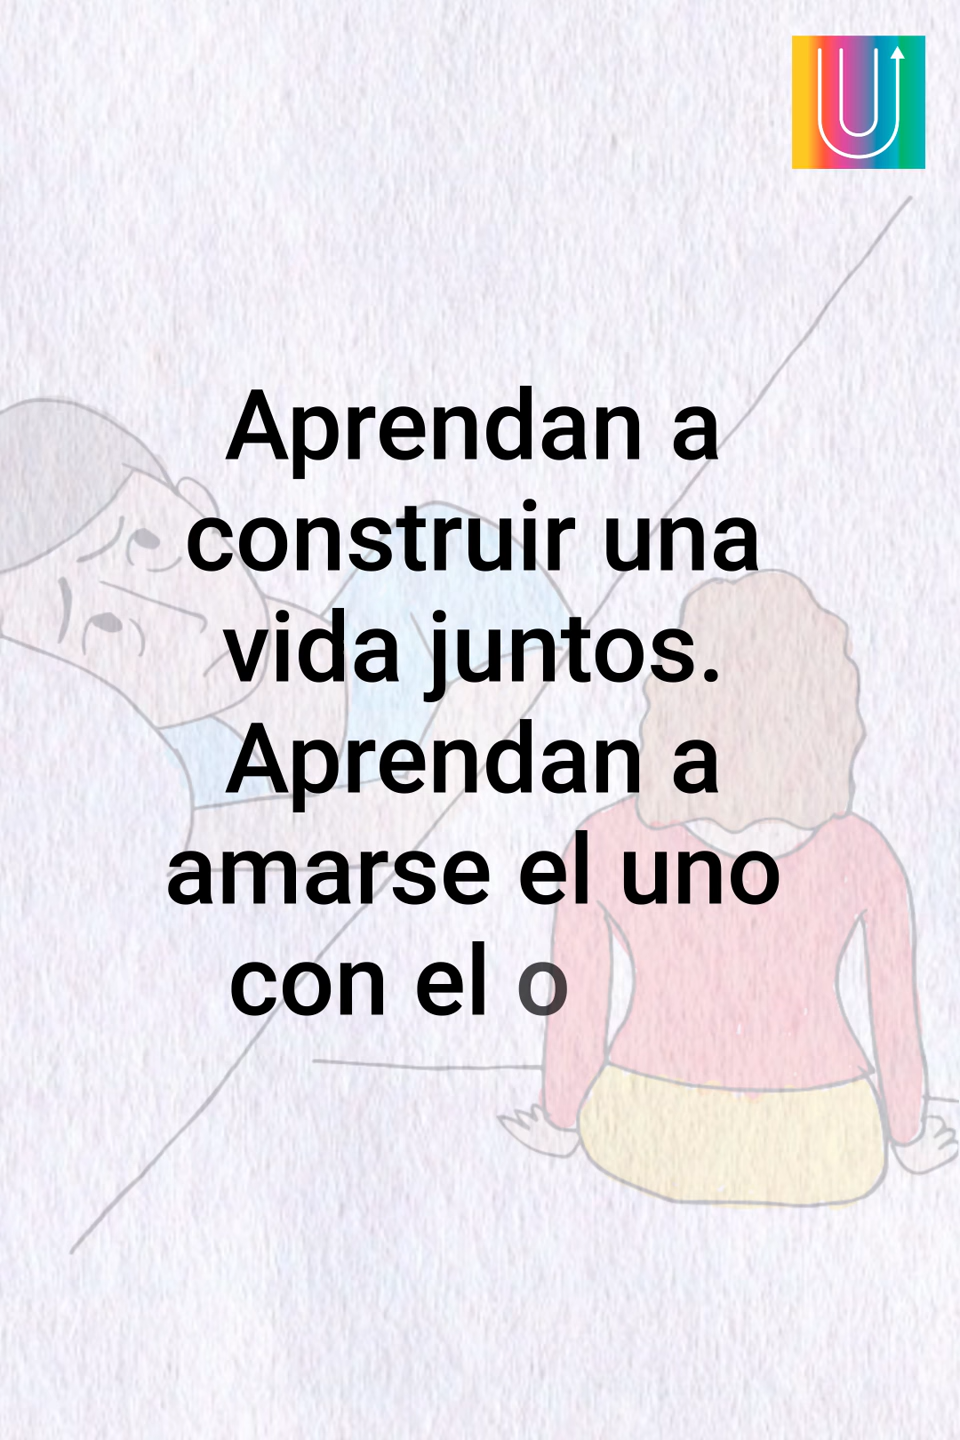 U
Aprendan a
construir una
vida juntos.
Aprendan a
amarse el uno
con el o